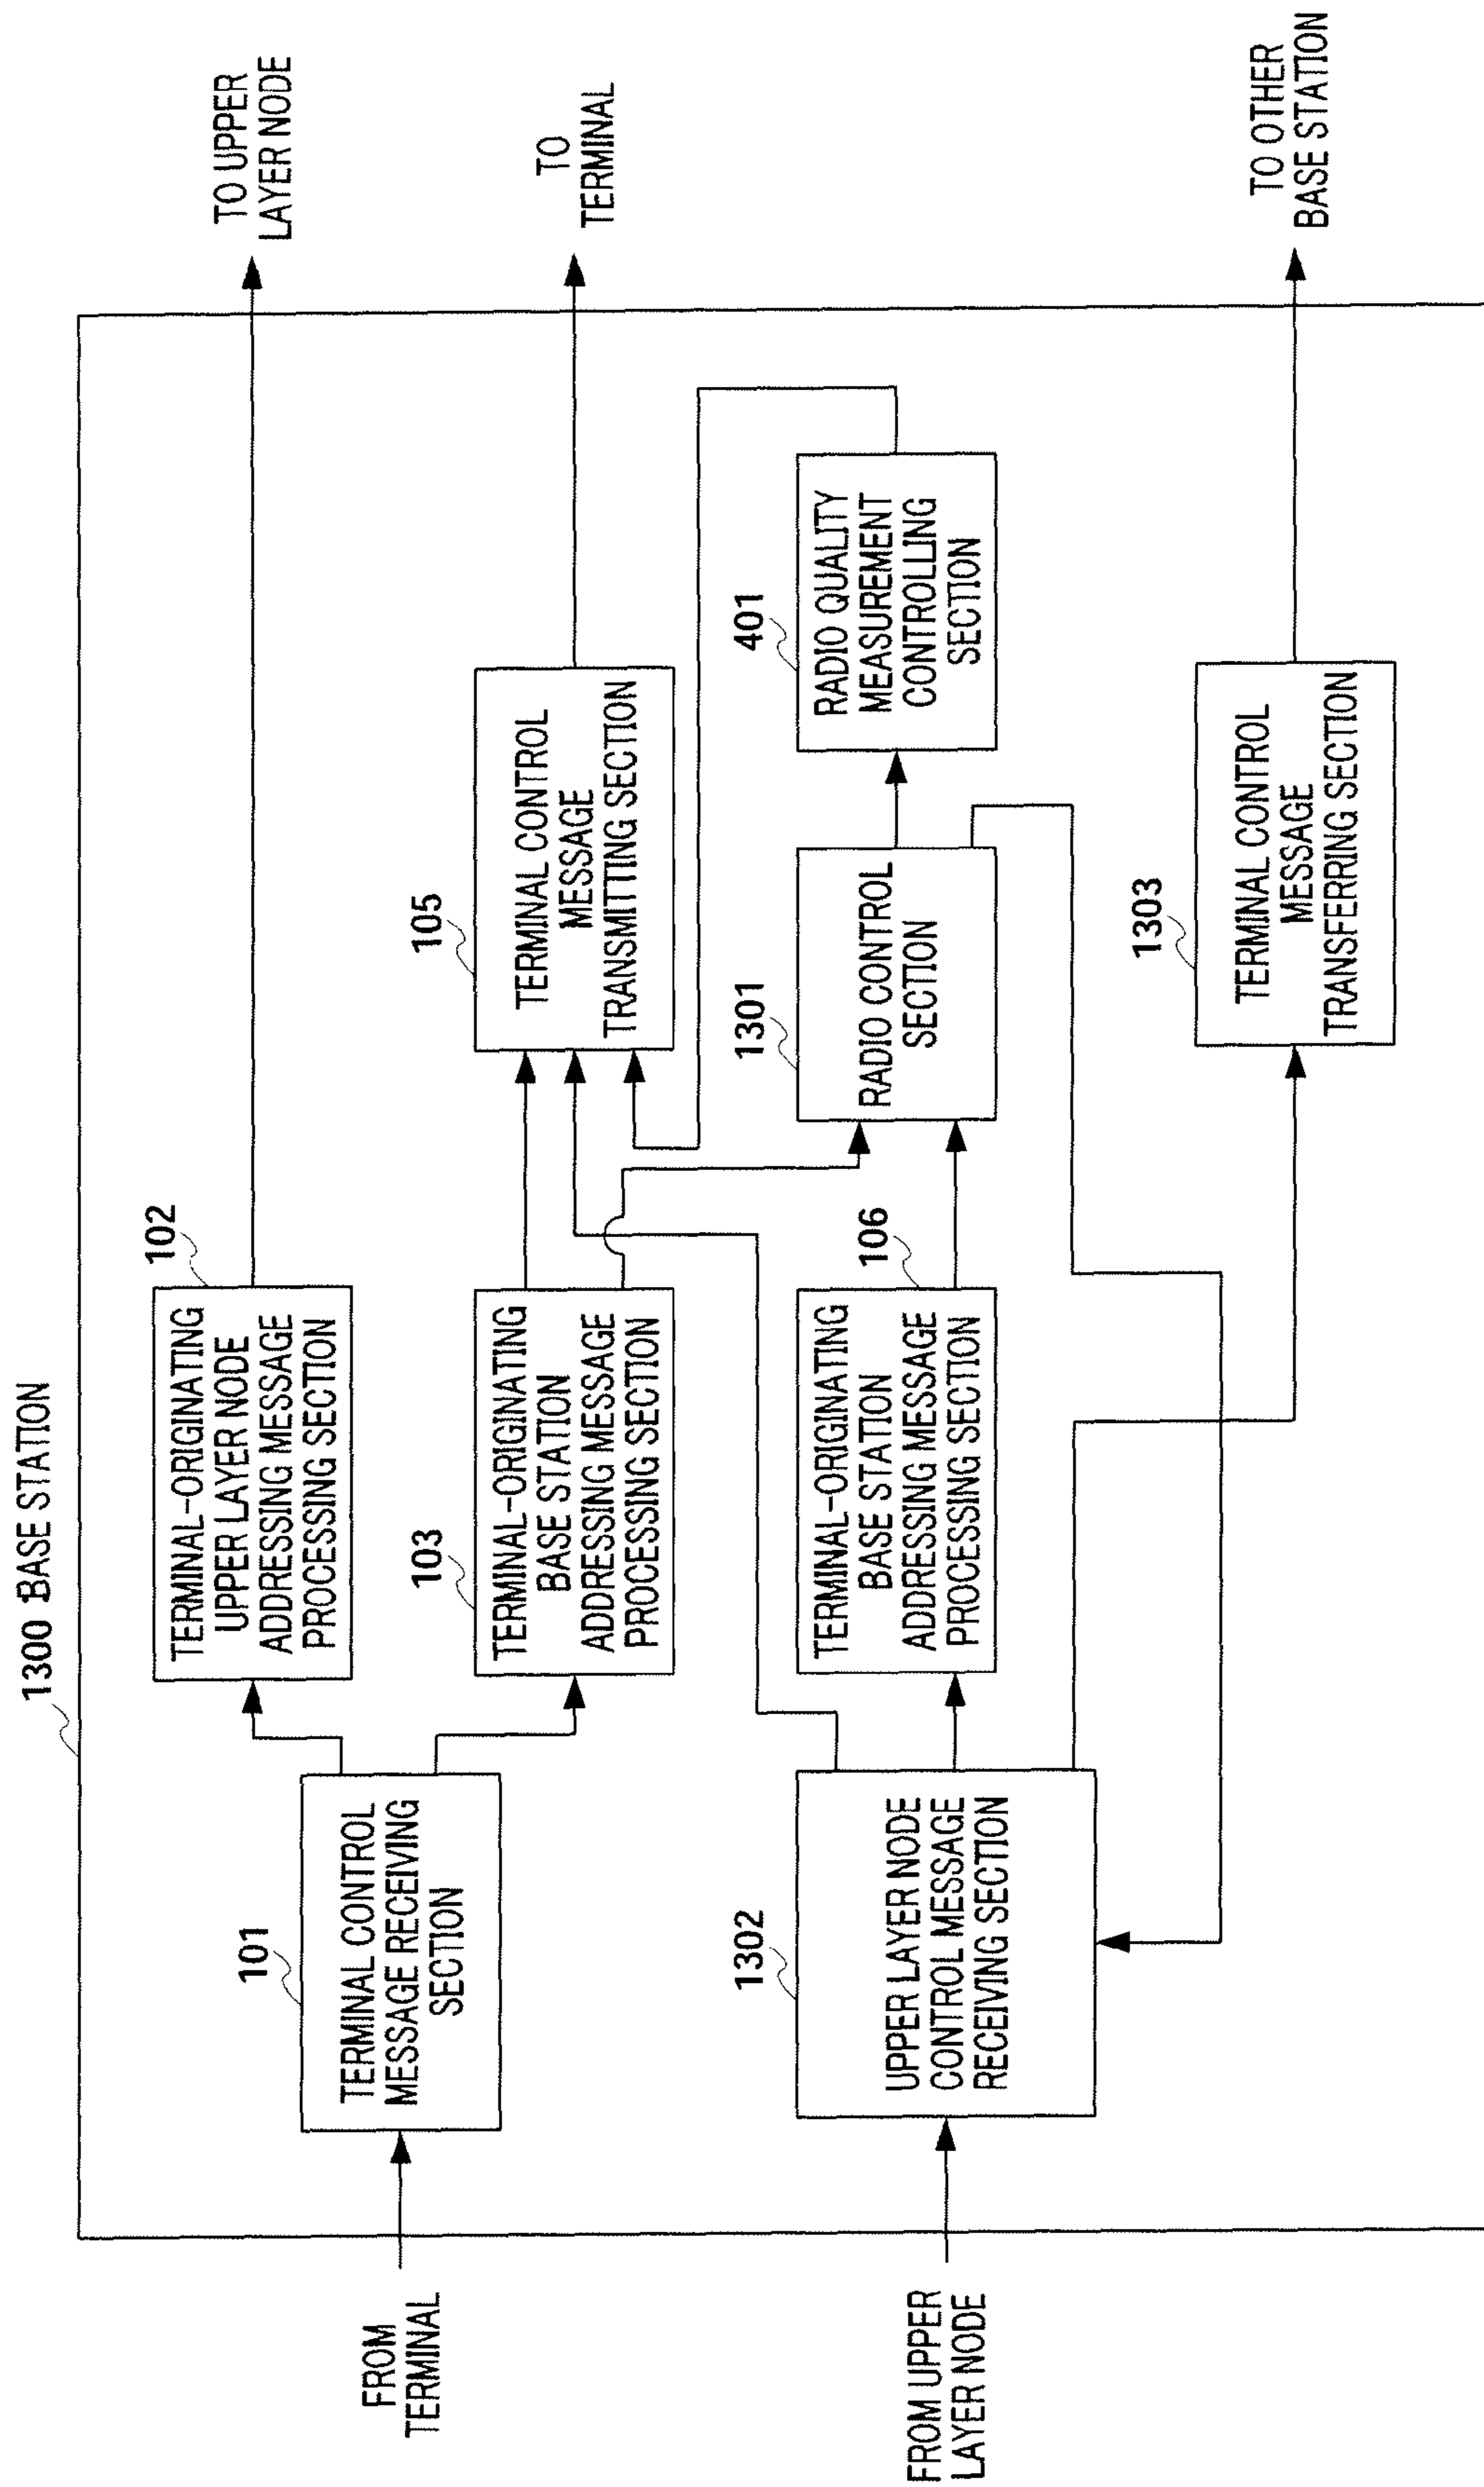 1300 BASE STATION
FROM
TERMINAL
101
TERMINAL CONTROL
MESSAGE RECEIVING
SECTION
102
TERMINAL-ORIGINATING
UPPER LAYER NODE
ADDRESSING MESSAGE
PROCESSING SECTION
TO UPPER
LAYER NODE
103
TERMINAL-ORIGINATING
BASE STATION
ADDRESSING MESSAGE
PROCESSING SECTION
105
TERMINAL CONTROL
MESSAGE
TRANSMITTING SECTION
TO
TERMINAL
FROM UPPER
LAYER NODE
1302
UPPER LAYER NODE
CONTROL MESSAGE
RECEIVING SECTION
106
TERMINAL-ORIGINATING
BASE STATION
ADDRESSING MESSAGE
PROCESSING SECTION
1301
RADIO CONTROL
SECTION
401
RADIO QUALITY
MEASUREMENT
CONTROLLING
SECTION
1303
TERMINAL CONTROL
MESSAGE
TRANSFERRING SECTION
TO OTHER
BASE STATION